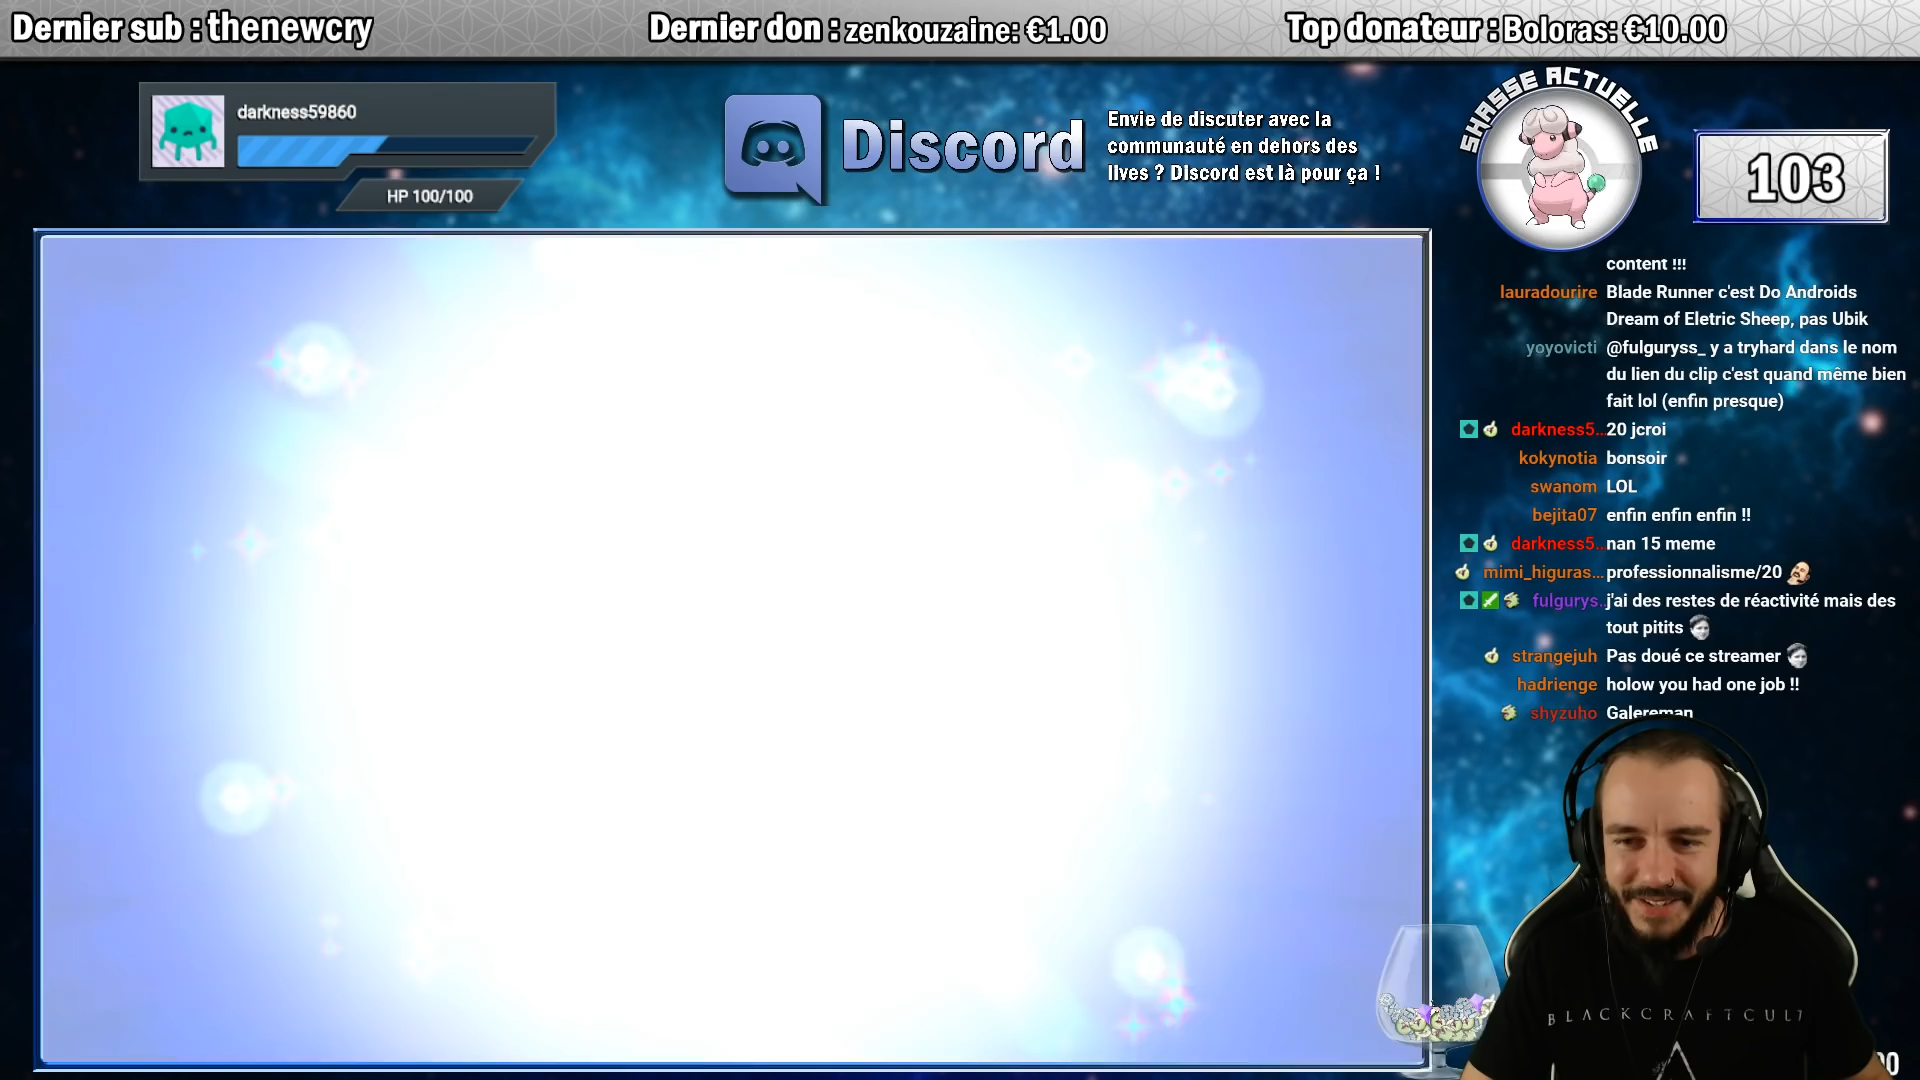 Dernier sub : thenewcry
Dernier don : zenkouzaine: €1.00
Top donateur : Boloras: €10.00
darkness59860
HP 100/100
Discord
Envie de discuter avec la
communauté en dehors des
lives ? Discord est là pour ça !
SHASSE ACTUELLE
103
content !!!
lauradourire Blade Runner c'est Do Androids
Dream of Eletric Sheep, pas Ubik
yoyovicti @fulguryss_ y a tryhard dans le nom
du lien du clip c'est quand même bien
fait lol (enfin presque)
darkness5... 20 jcroi
kokynotia bonsoir
swanom LOL
bejita07 enfin enfin enfin !!
darkness5... nan 15 meme
mimi_higuras... professionnalisme/20
fulgurys... j'ai des restes de réactivité mais des
tout pitits
strangejuh Pas doué ce streamer
hadrienge holow you had one job !!
shyzuho Galereman
BLACKCRAFTCULT